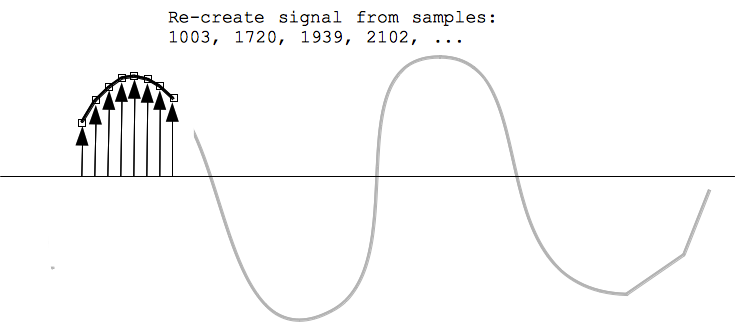 Re-create signal from samples:
1003, 1720, 1939, 2102, ...